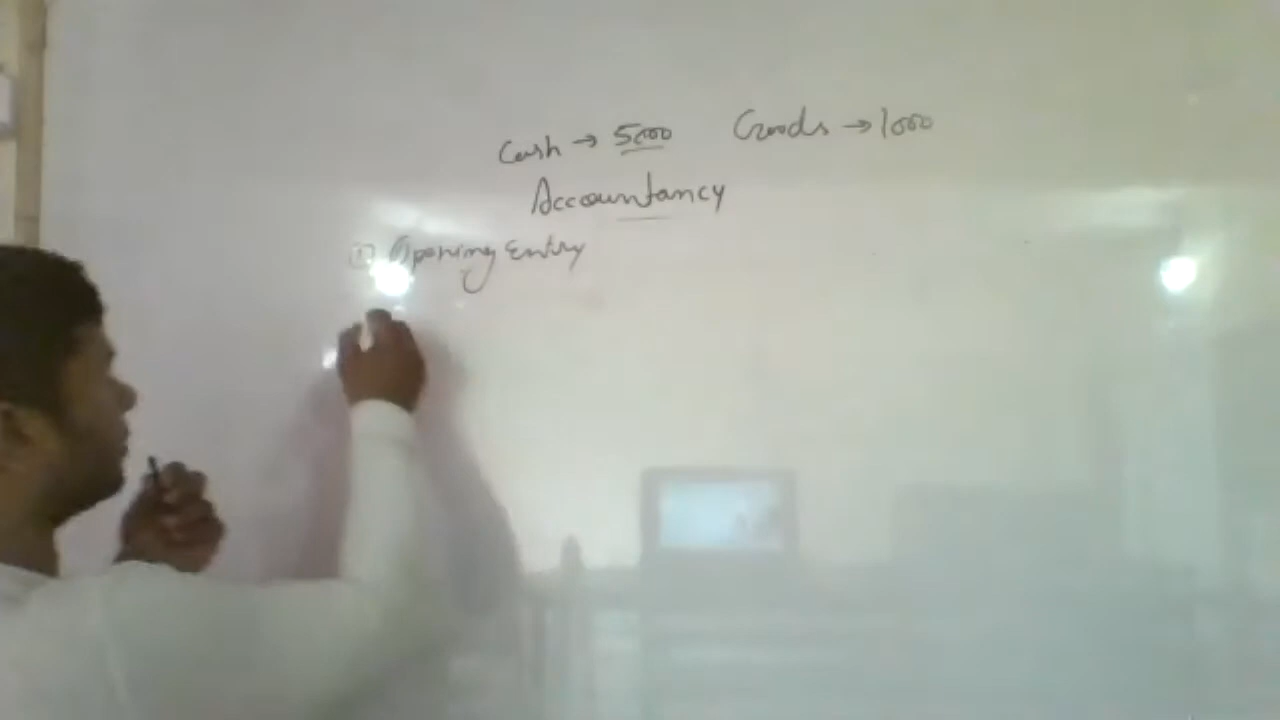 Cash → 5000 Goods → 1000
Accountancy
① Opening Entry